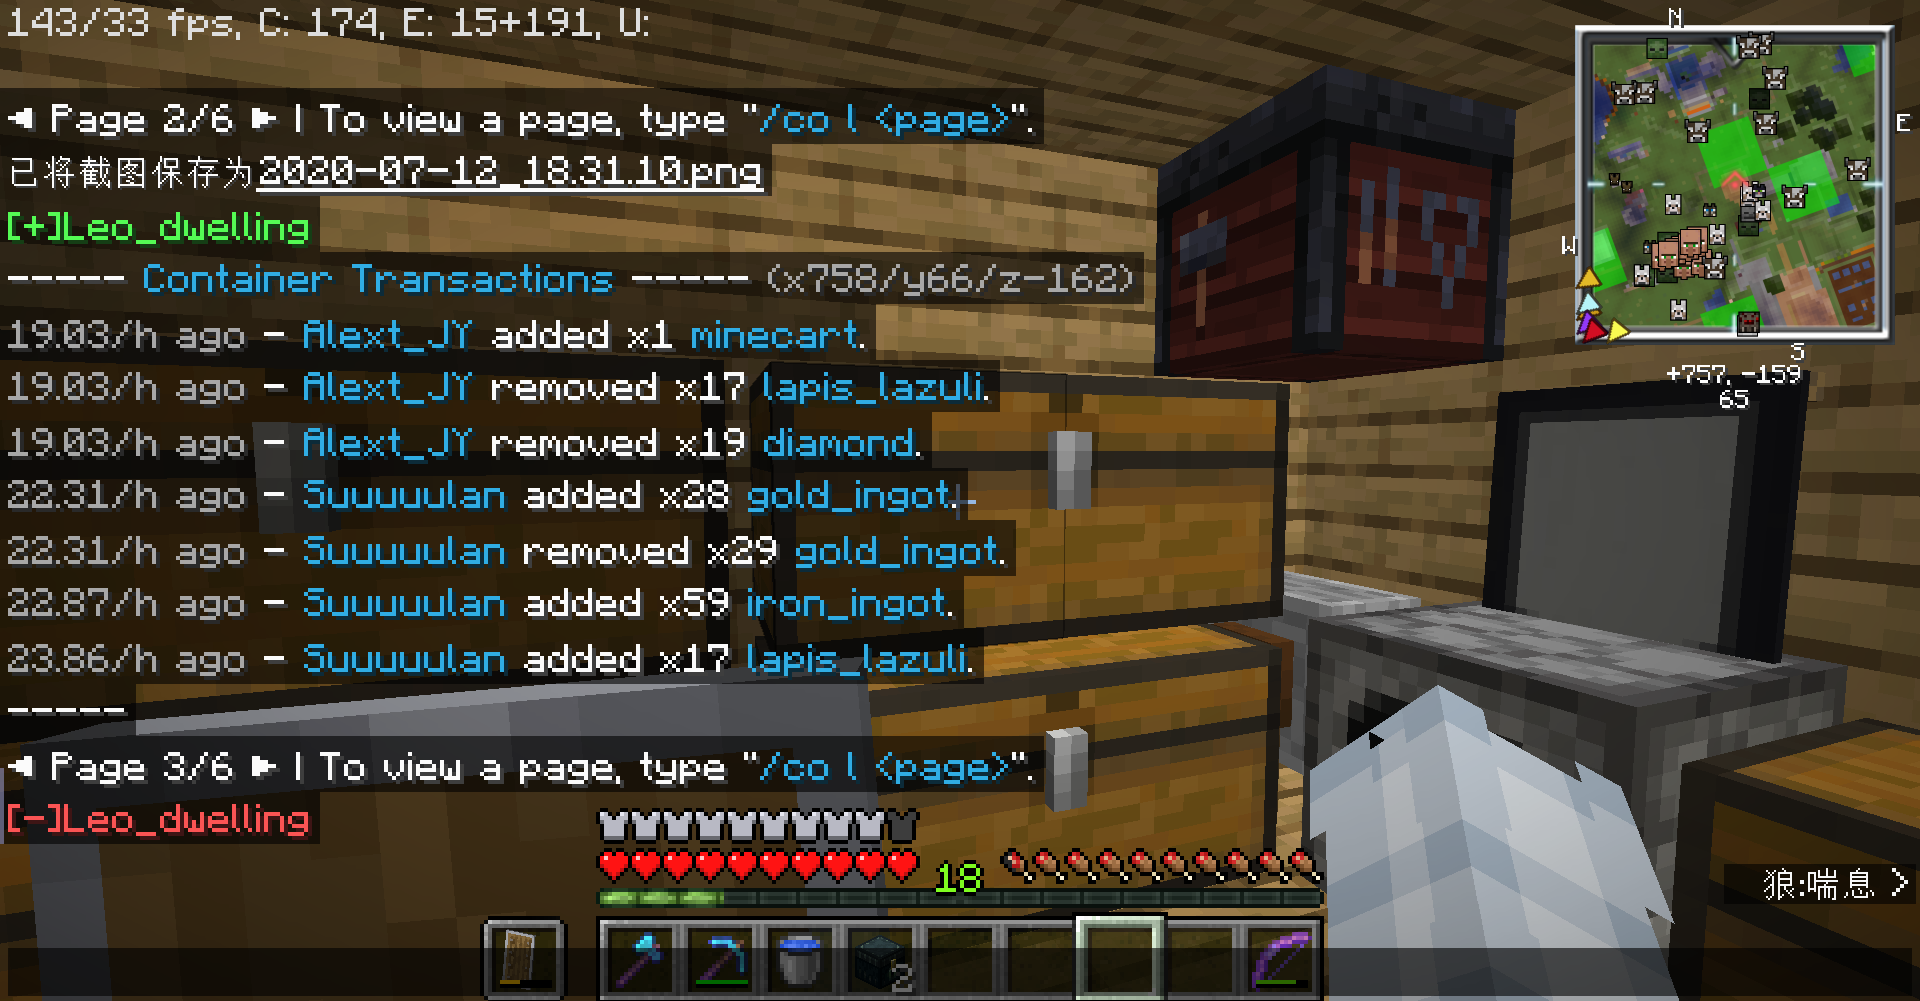 143/33 fps, C: 174, E: 15+191, U:
◄ Page 2/6 ► | To view a page, type "/co l <page>".
已将截图保存为2020-07-12_18.31.10.png
[+]Leo_dwelling
----- Container Transactions ----- (x758/y66/z-162)
19.03/h ago - Alext_JY added x1 minecart.
19.03/h ago - Alext_JY removed x17 lapis_lazuli.
19.03/h ago - Alext_JY removed x19 diamond.
22.31/h ago - Suuuuulan added x28 gold_ingot.
22.31/h ago - Suuuuulan removed x29 gold_ingot.
22.87/h ago - Suuuuulan added x59 iron_ingot.
23.86/h ago - Suuuuulan added x17 lapis_lazuli.
-----
◄ Page 3/6 ► | To view a page, type "/co l <page>".
[-]Leo_dwelling
N
E
W
S
+757, -159
65
18
狼:喘息 >
2